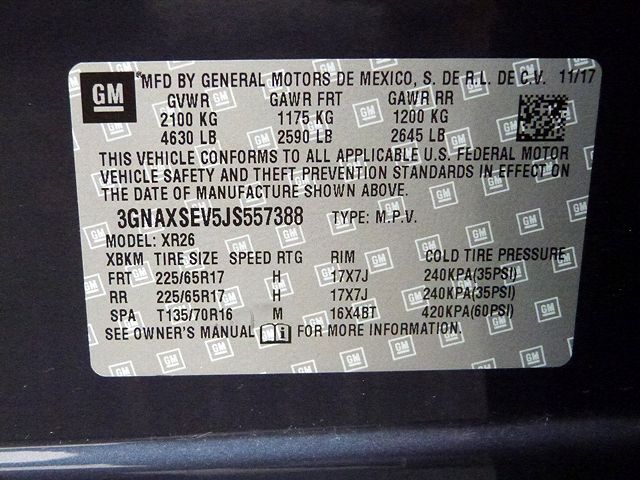 GM
"MFD BY GENERAL MOTORS DE MEXICO, S. DE R.L. DE C.V. 11/17
GVWR GAWR FRT GAWR RR
2100 KG 1175 KG 1200 KG
4630 LB 2590 LB 2645 LB
THIS VEHICLE CONFORMS TO ALL APPLICABLE U.S. FEDERAL MOTOR
VEHICLE SAFETY AND THEFT PREVENTION STANDARDS IN EFFECT ON
THE DATE OF MANUFACTURE SHOWN ABOVE.
3GNAXSEV5JS557388 TYPE: M.P.V.
MODEL: XR26
XBKM TIRE SIZE SPEED RTG RIM COLD TIRE PRESSURE
FRT 225/65R17 H 17X7J 240KPA(35PSI)
RR 225/65R17 H 17X7J 240KPA(35PSI)
SPA T135/70R16 M 16X4BT 420KPA(60PSI)
SEE OWNER'S MANUAL FOR MORE INFORMATION.